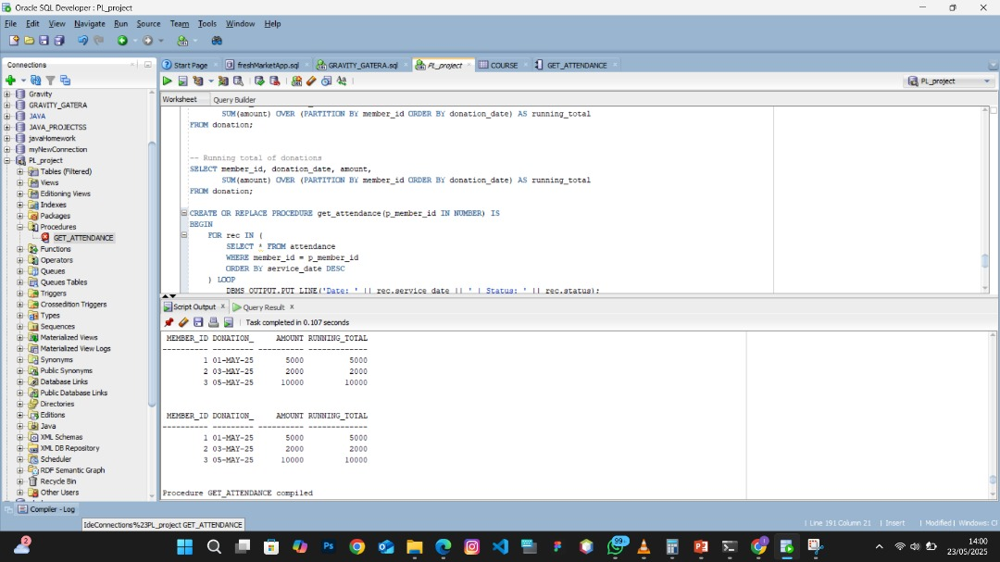 Oracle SQL Developer : PL_project
File Edit View Navigate Run Source Team Tools Window Help
Connections
Start Page
freshMarketApp.sql
GRAVITY_GATERA.sql
PL_project
COURSE
GET_ATTENDANCE
PL_project
Worksheet Query Builder
Gravity
GRAVITY_GATERA
JAVA
JAVA_PROJECTSS
javaHomework
myNewConnection
PL_project
Tables (Filtered)
Views
Editioning Views
Indexes
Packages
Procedures
GET_ATTENDANCE
Functions
Operators
Queues
Queues Tables
Triggers
Crossedition Triggers
Types
Sequences
Materialized Views
Materialized View Logs
Synonyms
Public Synonyms
Database Links
Public Database Links
Directories
Editions
Java
XML Schemas
XML DB Repository
Scheduler
RDF Semantic Graph
Recycle Bin
Other Users
SUM(amount) OVER (PARTITION BY member_id ORDER BY donation_date) AS running_total
FROM donation;
-- Running total of donations
SELECT member_id, donation_date, amount,
SUM(amount) OVER (PARTITION BY member_id ORDER BY donation_date) AS running_total
FROM donation;
CREATE OR REPLACE PROCEDURE get_attendance(p_member_id IN NUMBER) IS
BEGIN
FOR rec IN (
SELECT * FROM attendance
WHERE member_id = p_member_id
ORDER BY service_date DESC
) LOOP
DBMS_OUTPUT.PUT_LINE('Date: ' || rec.service_date || ' | Status: ' || rec.status);
Script Output x Query Result x
Task completed in 0.107 seconds
MEMBER_ID DONATION_ AMOUNT RUNNING_TOTAL
---------- --------- ---------- -------------
1 01-MAY-25 5000 5000
2 03-MAY-25 2000 2000
3 05-MAY-25 10000 10000
MEMBER_ID DONATION_ AMOUNT RUNNING_TOTAL
---------- --------- ---------- -------------
1 01-MAY-25 5000 5000
2 03-MAY-25 2000 2000
3 05-MAY-25 10000 10000
Procedure GET_ATTENDANCE compiled
Compiler - Log
IdeConnections%23PL_project GET_ATTENDANCE
Line 191 Column 21 | Insert | Modified | Windows: C
2
Ps
99+
14:00
23/05/2025